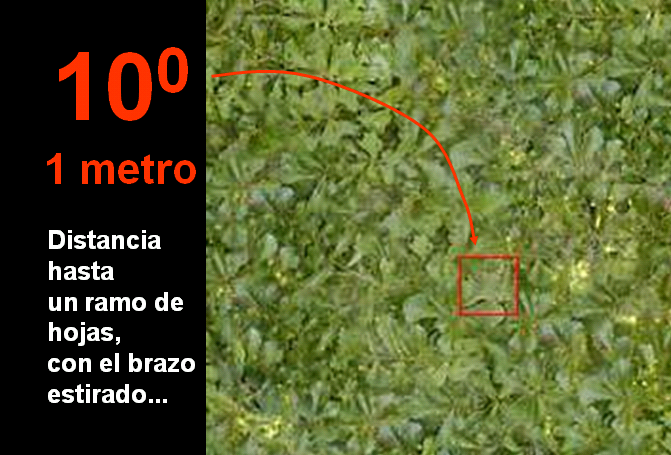 10⁰
1 metro
Distancia
hasta
un ramo de
hojas,
con el brazo
estirado...